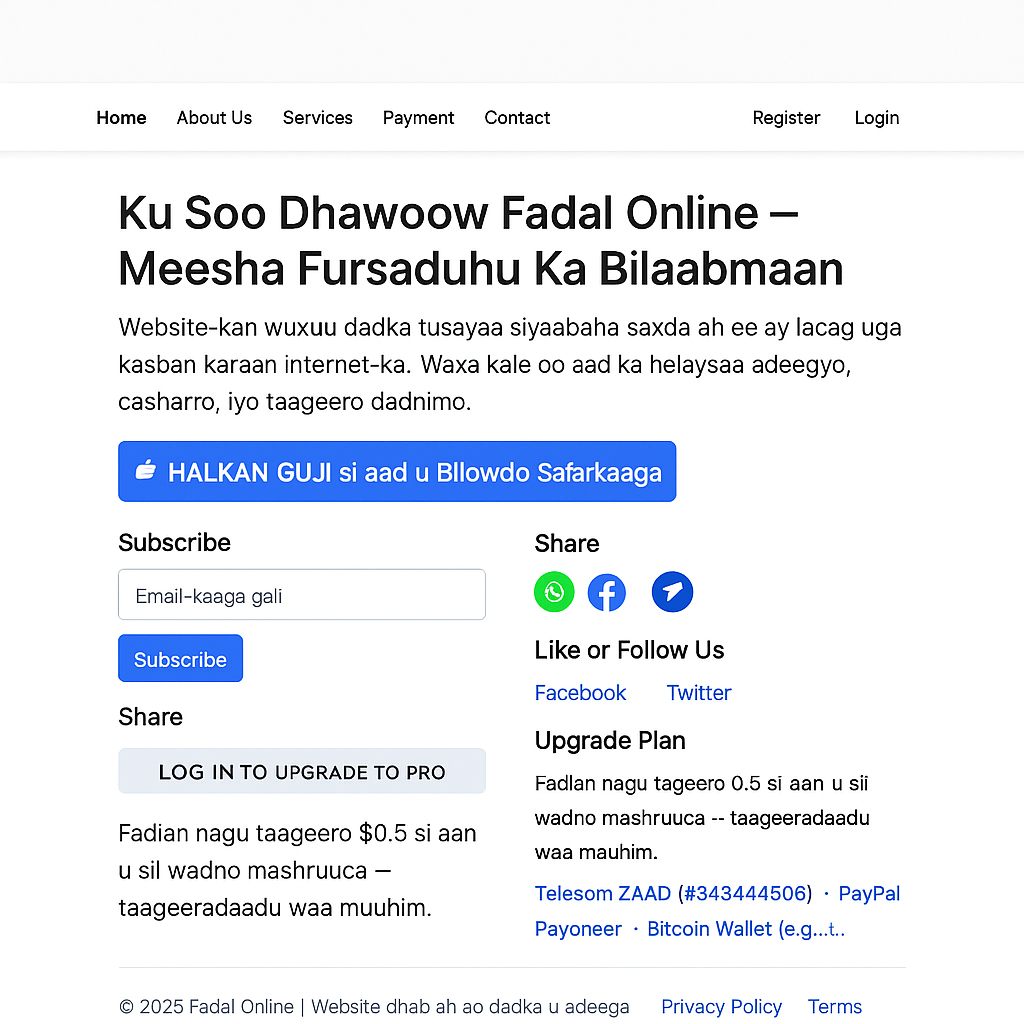 Home About Us Services Payment Contact Register Login
Ku Soo Dhawoow Fadal Online –
Meesha Fursaduhu Ka Bilaabmaan
Website-kan wuxuu dadka tusayaa siyaabaha saxda ah ee ay lacag uga
kasban karaan internet-ka. Waxa kale oo aad ka helaysaa adeegyo,
casharro, iyo taageero dadnimo.
HALKAN GUJI si aad u Bllowdo Safarkaaga
Subscribe
Email-kaaga gali
Subscribe
Share
LOG IN TO UPGRADE TO PRO
Fadian nagu taageero $0.5 si aan
u sil wadno mashruuca –
taageeradaadu waa muuhim.
Share
Like or Follow Us
Facebook Twitter
Upgrade Plan
Fadlan nagu tageero 0.5 si aan u sii
wadno mashruuca -- taageeradaadu
waa mauhim.
Telesom ZAAD (#343444506) · PayPal
Payoneer · Bitcoin Wallet (e.g...t..
© 2025 Fadal Online | Website dhab ah ao dadka u adeega Privacy Policy Terms